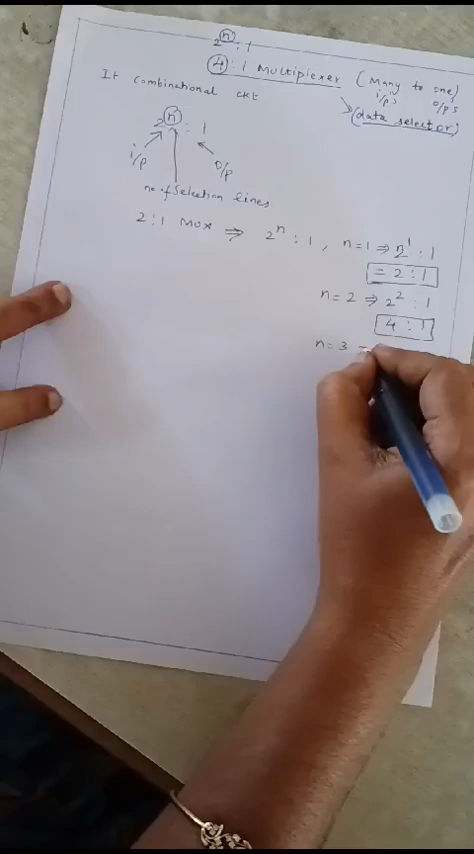 2ⁿ : 1
4 : 1 Multiplexer (Many to one)
i/p's o/p's
It Combinational ckt
(data selector)
2ⁿ : 1
i/p o/p
no of Selection lines
2 : 1 Mux ⇒ 2ⁿ : 1 , n=1 ⇒ 2¹ : 1
= 2 : 1
n = 2 ⇒ 2² : 1
4 : 1
n = 3 =